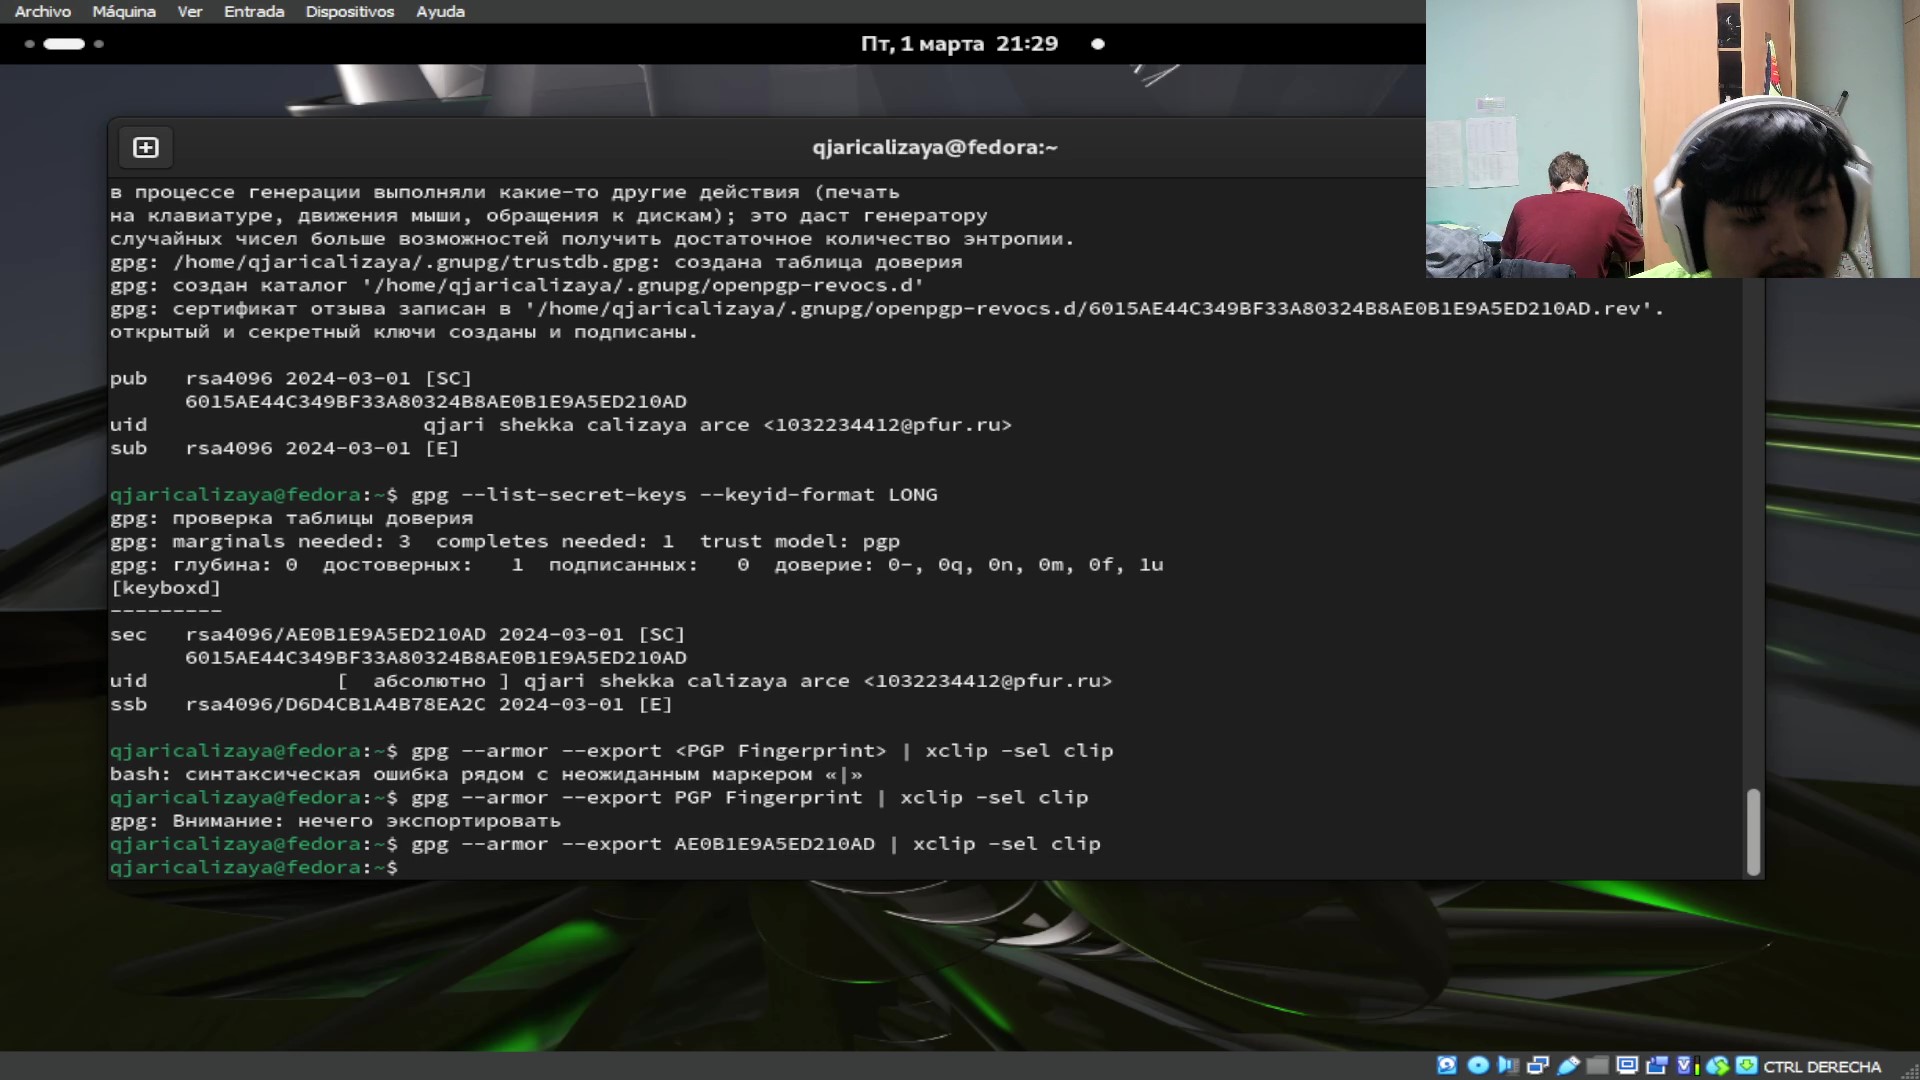 Archivo Máquina Ver Entrada Dispositivos Ayuda
Пт, 1 марта 21:29
qjaricalizaya@fedora:~
в процессе генерации выполняли какие-то другие действия (печать
на клавиатуре, движения мыши, обращения к дискам); это даст генератору
случайных чисел больше возможностей получить достаточное количество энтропии.
gpg: /home/qjaricalizaya/.gnupg/trustdb.gpg: создана таблица доверия
gpg: создан каталог '/home/qjaricalizaya/.gnupg/openpgp-revocs.d'
gpg: сертификат отзыва записан в '/home/qjaricalizaya/.gnupg/openpgp-revocs.d/6015AE44C349BF33A80324B8AE0B1E9A5ED210AD.rev'.
открытый и секретный ключи созданы и подписаны.
pub rsa4096 2024-03-01 [SC]
6015AE44C349BF33A80324B8AE0B1E9A5ED210AD
uid qjari shekka calizaya arce <1032234412@pfur.ru>
sub rsa4096 2024-03-01 [E]
qjaricalizaya@fedora:~$ gpg --list-secret-keys --keyid-format LONG
gpg: проверка таблицы доверия
gpg: marginals needed: 3 completes needed: 1 trust model: pgp
gpg: глубина: 0 достоверных: 1 подписанных: 0 доверие: 0-, 0q, 0n, 0m, 0f, 1u
[keyboxd]
---------
sec rsa4096/AE0B1E9A5ED210AD 2024-03-01 [SC]
6015AE44C349BF33A80324B8AE0B1E9A5ED210AD
uid [ абсолютно ] qjari shekka calizaya arce <1032234412@pfur.ru>
ssb rsa4096/D6D4CB1A4B78EA2C 2024-03-01 [E]
qjaricalizaya@fedora:~$ gpg --armor --export <PGP Fingerprint> | xclip -sel clip
bash: синтаксическая ошибка рядом с неожиданным маркером «|»
qjaricalizaya@fedora:~$ gpg --armor --export PGP Fingerprint | xclip -sel clip
gpg: Внимание: нечего экспортировать
qjaricalizaya@fedora:~$ gpg --armor --export AE0B1E9A5ED210AD | xclip -sel clip
qjaricalizaya@fedora:~$
CTRL DERECHA